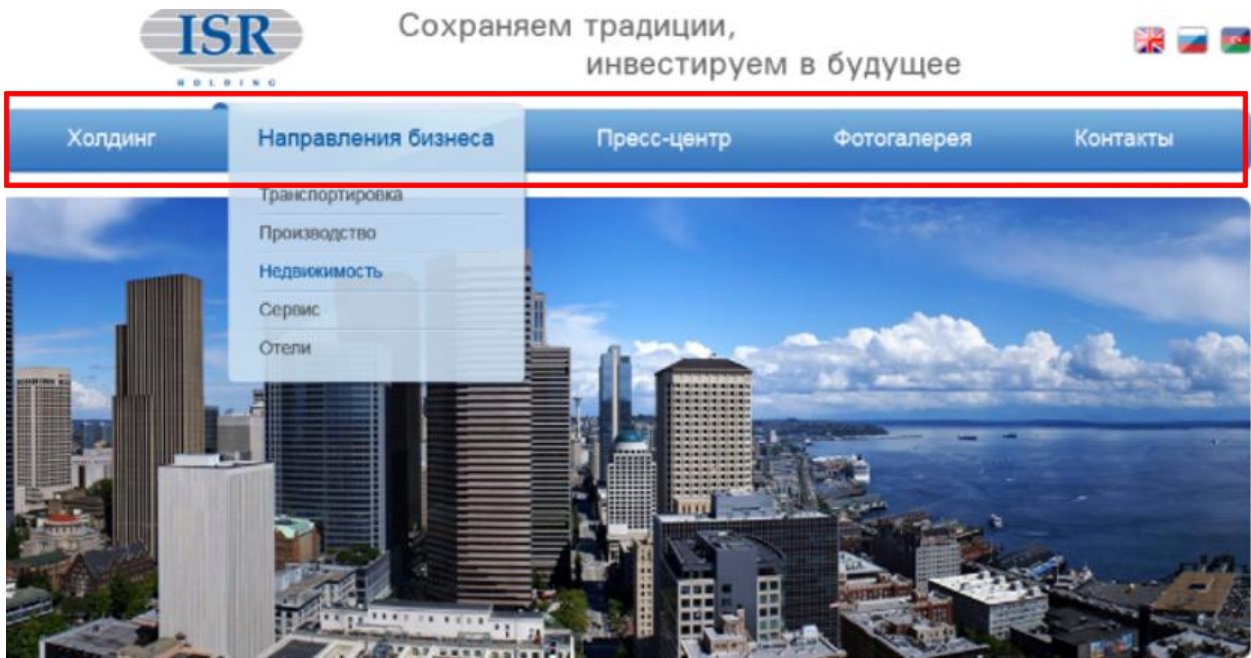 ISR
HOLDING
Сохраняем традиции,
инвестируем в будущее
Холдинг Направления бизнеса Пресс-центр Фотогалерея Контакты
Транспортировка
Производство
Недвижимость
Сервис
Отели